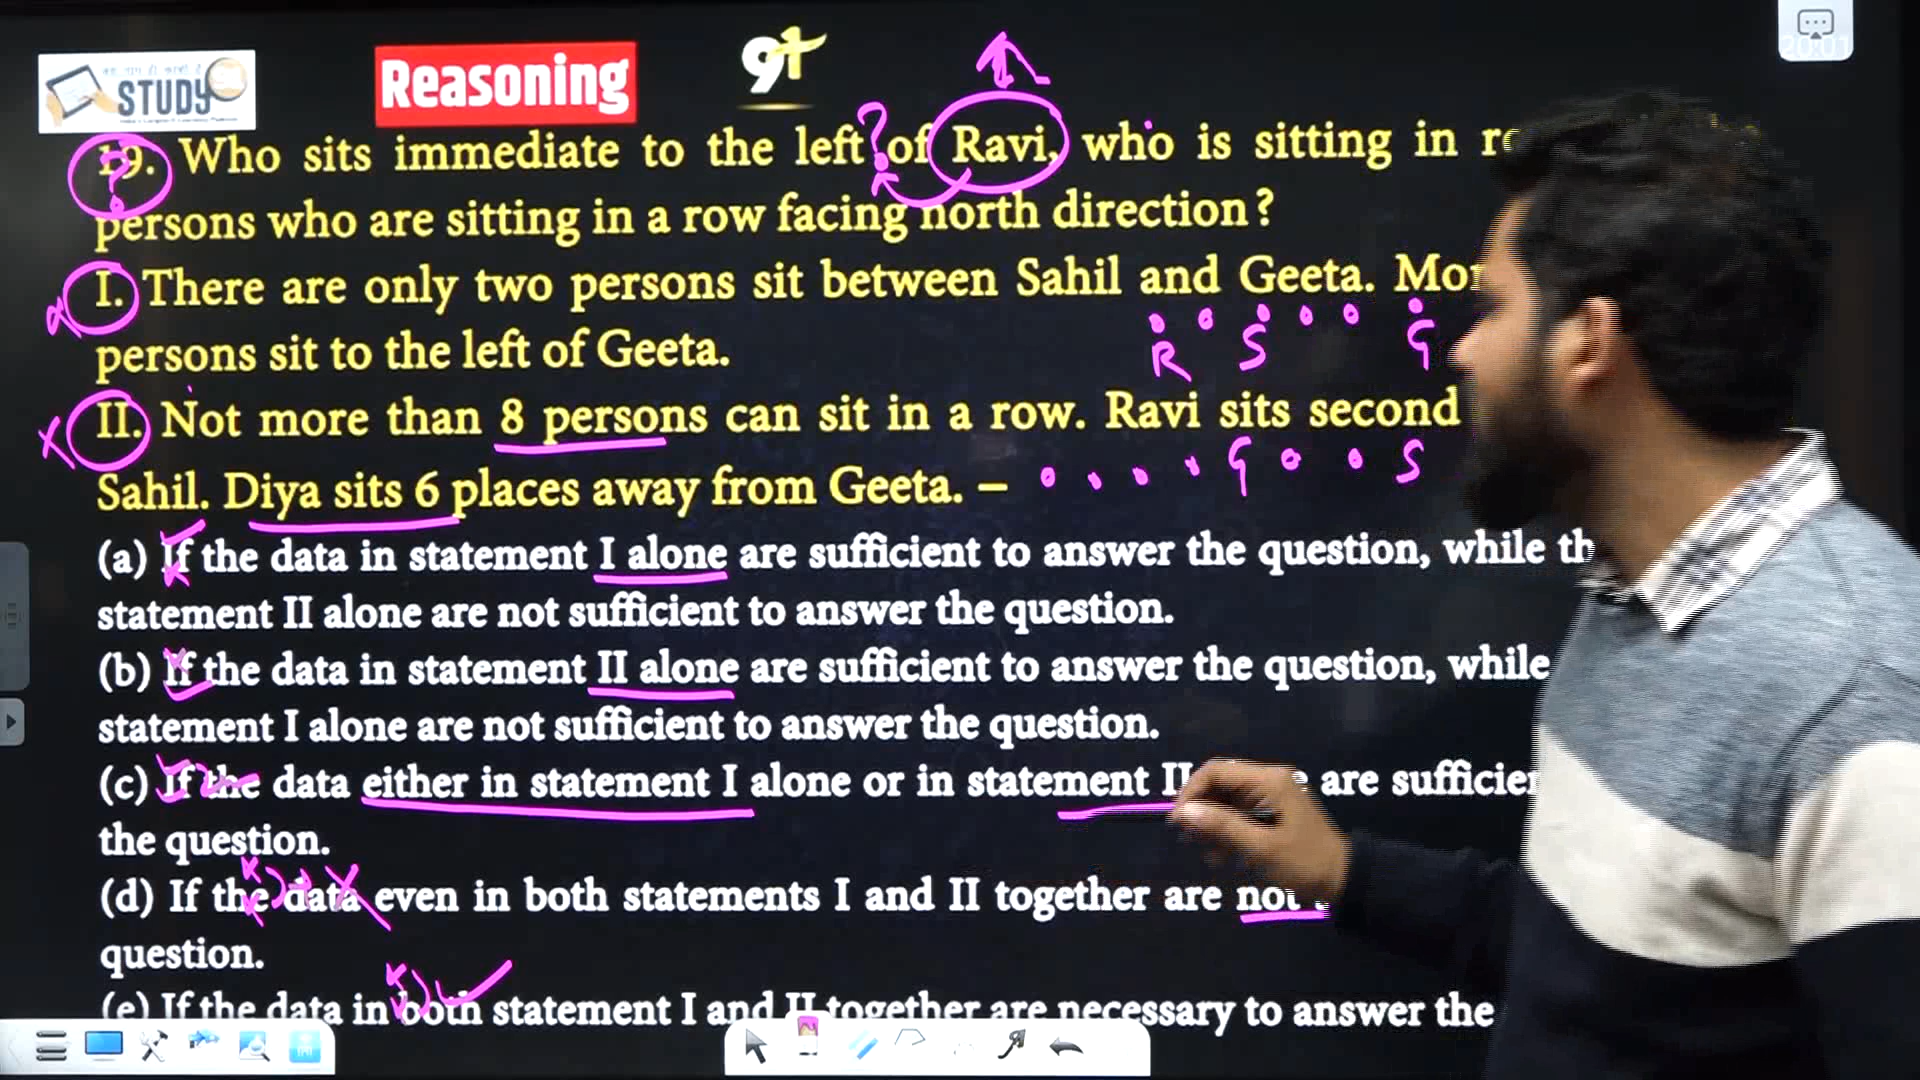 STUDY
Reasoning
91
20:01
19. Who sits immediate to the left ? of Ravi, who is sitting in
persons who are sitting in a row facing north direction?
I. There are only two persons sit between Sahil and Geeta.
R S G
persons sit to the left of Geeta.
II. Not more than 8 persons can sit in a row. Ravi sits second
Sahil. Diya sits 6 places away from Geeta. –
G S
(a) If the data in statement I alone are sufficient to answer the question, while
statement II alone are not sufficient to answer the question.
(b) If the data in statement II alone are sufficient to answer the question, while
statement I alone are not sufficient to answer the question.
(c) If the data either in statement I alone or in statement II are
the question.
(d) If the data even in both statements I and II together are not
question.
(e) If the data in both statement I and II together are necessary to answer the